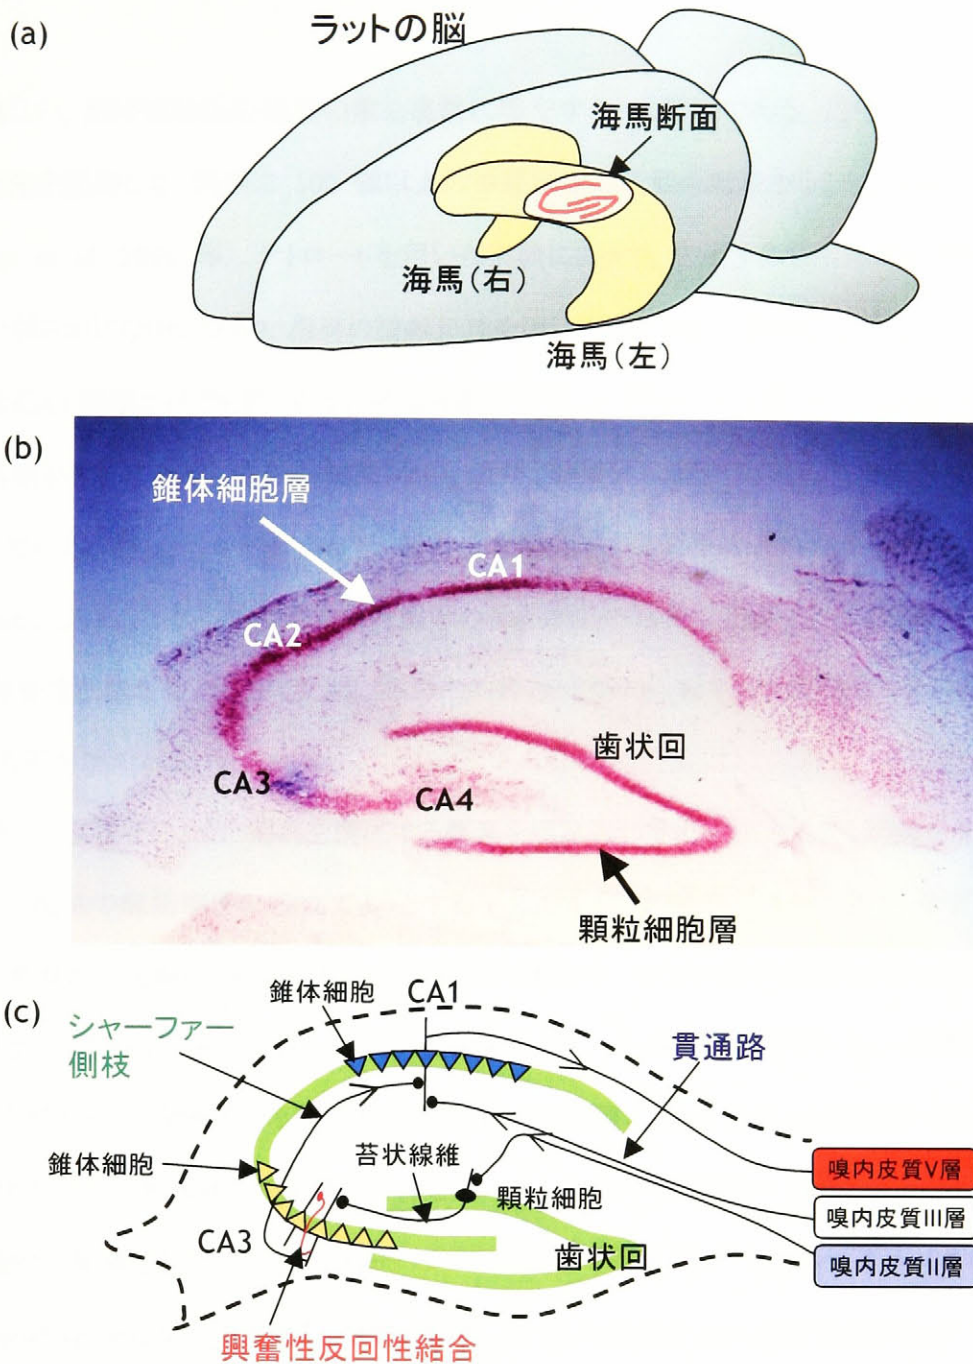 (a)
ラットの脳
海馬断面
海馬(右)
海馬(左)
(b)
錐体細胞層
CA1
CA2
歯状回
CA3
CA4
顆粒細胞層
(c)
錐体細胞
CA1
シャーファー
側枝
貫通路
錐体細胞
苔状線維
顆粒細胞
嗅内皮質V層
嗅内皮質III層
嗅内皮質II層
CA3
歯状回
興奮性反回性結合